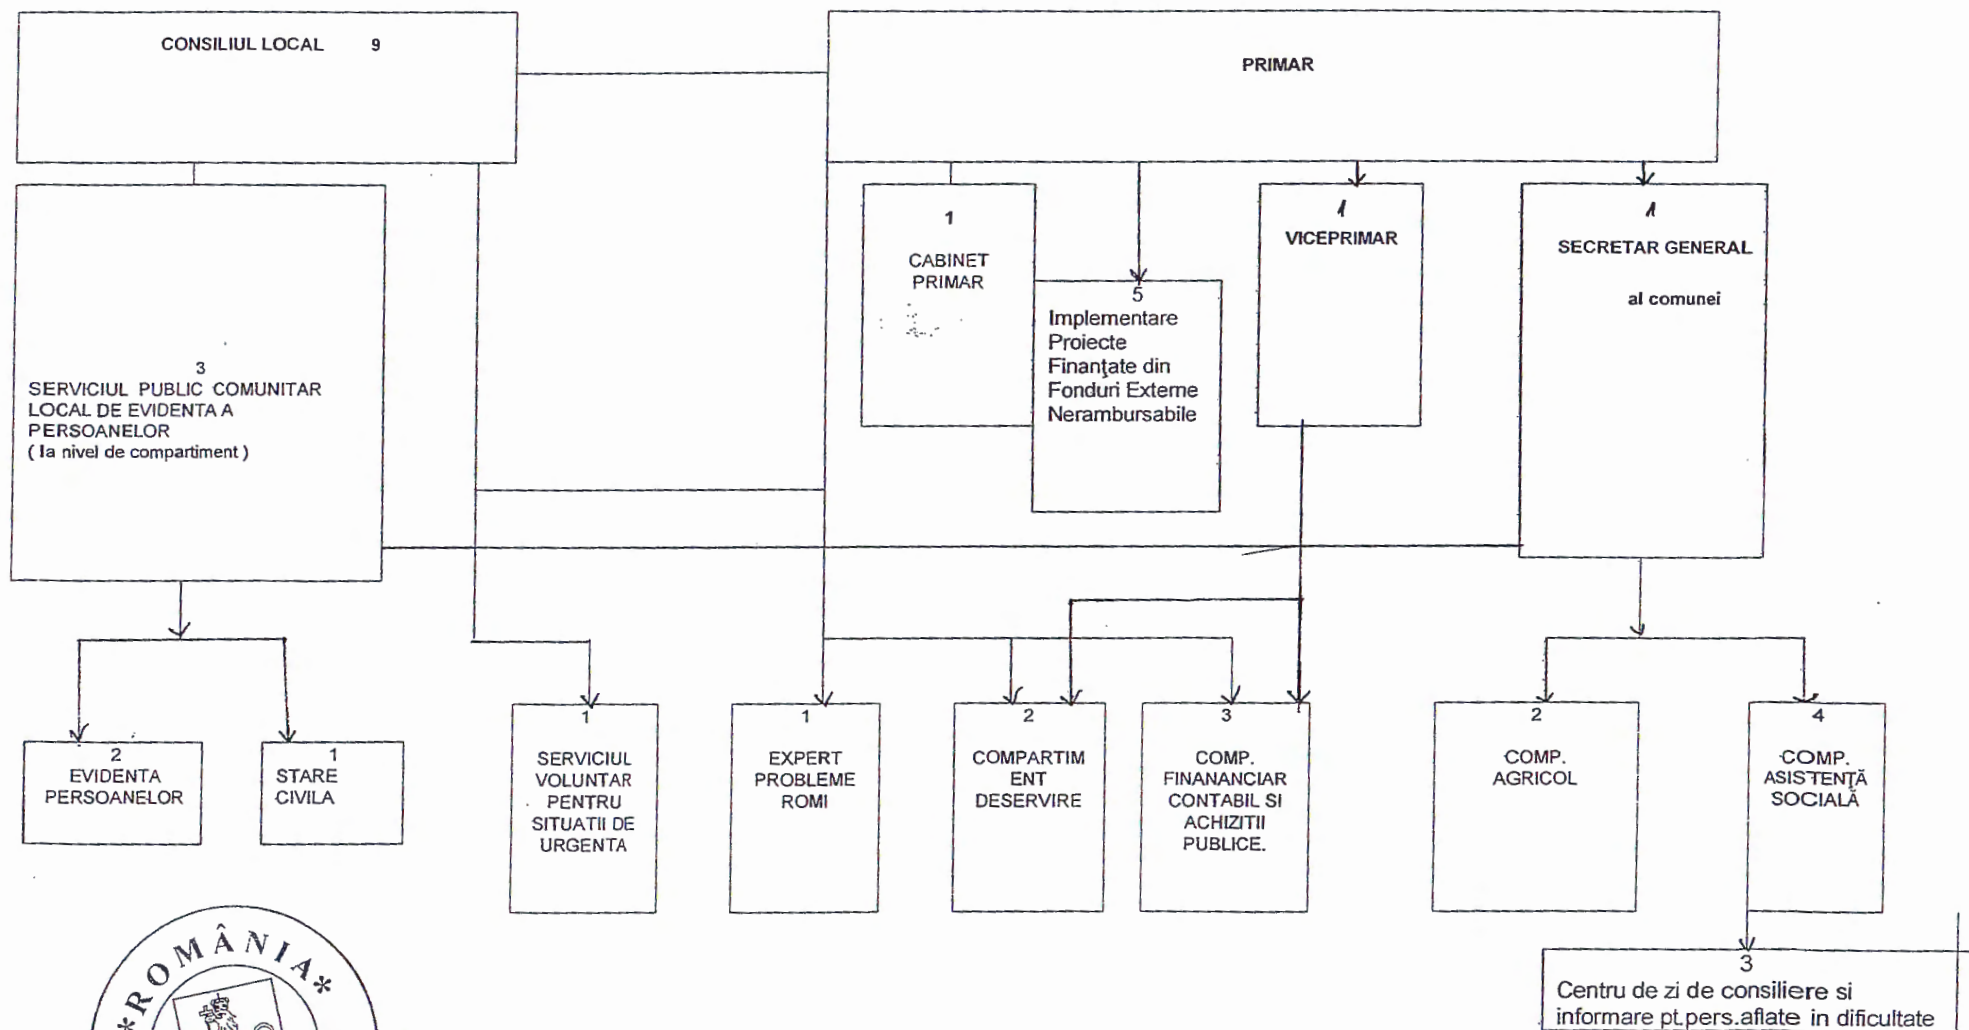 CONSILIUL LOCAL 9
PRIMAR
1
CABINET
PRIMAR
5
Implementare
Proiecte
Finanţate din
Fonduri Externe
Nerambursabile
1
VICEPRIMAR
1
SECRETAR GENERAL
al comunei
3
SERVICIUL PUBLIC COMUNITAR
LOCAL DE EVIDENTA A
PERSOANELOR
( la nivel de compartiment )
2
EVIDENTA
PERSOANELOR
1
STARE
CIVILA
1
SERVICIUL
VOLUNTAR
PENTRU
SITUATII DE
URGENTA
1
EXPERT
PROBLEME
ROMI
2
COMPARTIM
ENT
DESERVIRE
3
COMP.
FINANANCIAR
CONTABIL SI
ACHIZITII
PUBLICE.
2
COMP.
AGRICOL
4
COMP.
ASISTENŢĂ
SOCIALĂ
3
Centru de zi de consiliere si
informare pt.pers.aflate in dificultate
*ROMÂNIA*